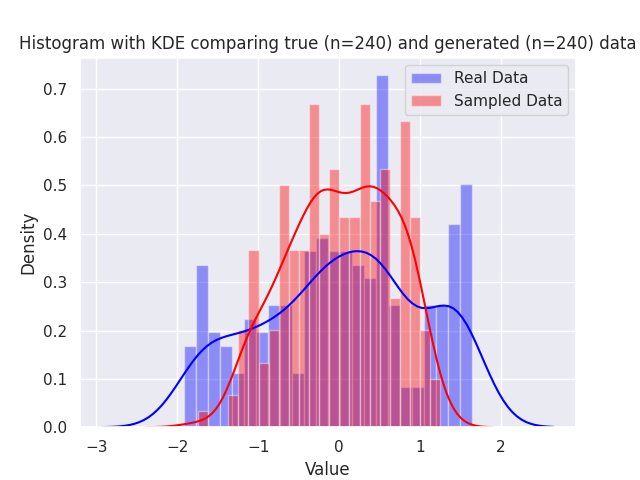 Histogram with KDE comparing true (n=240) and generated (n=240) data
Real Data
Sampled Data
Density
0.7
0.6
0.5
0.4
0.3
0.2
0.1
0.0
−3 −2 −1 0 1 2
Value